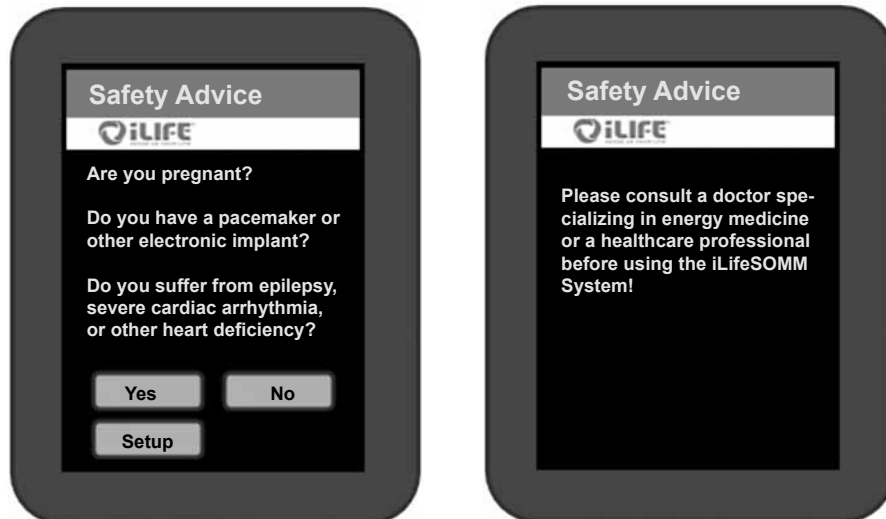 Safety Advice
iLIFE
Are you pregnant?
Do you have a pacemaker or
other electronic implant?
Do you suffer from epilepsy,
severe cardiac arrhythmia,
or other heart deficiency?
Yes
No
Setup
Safety Advice
iLIFE
Please consult a doctor spe-
cializing in energy medicine
or a healthcare professional
before using the iLifeSOMM
System!